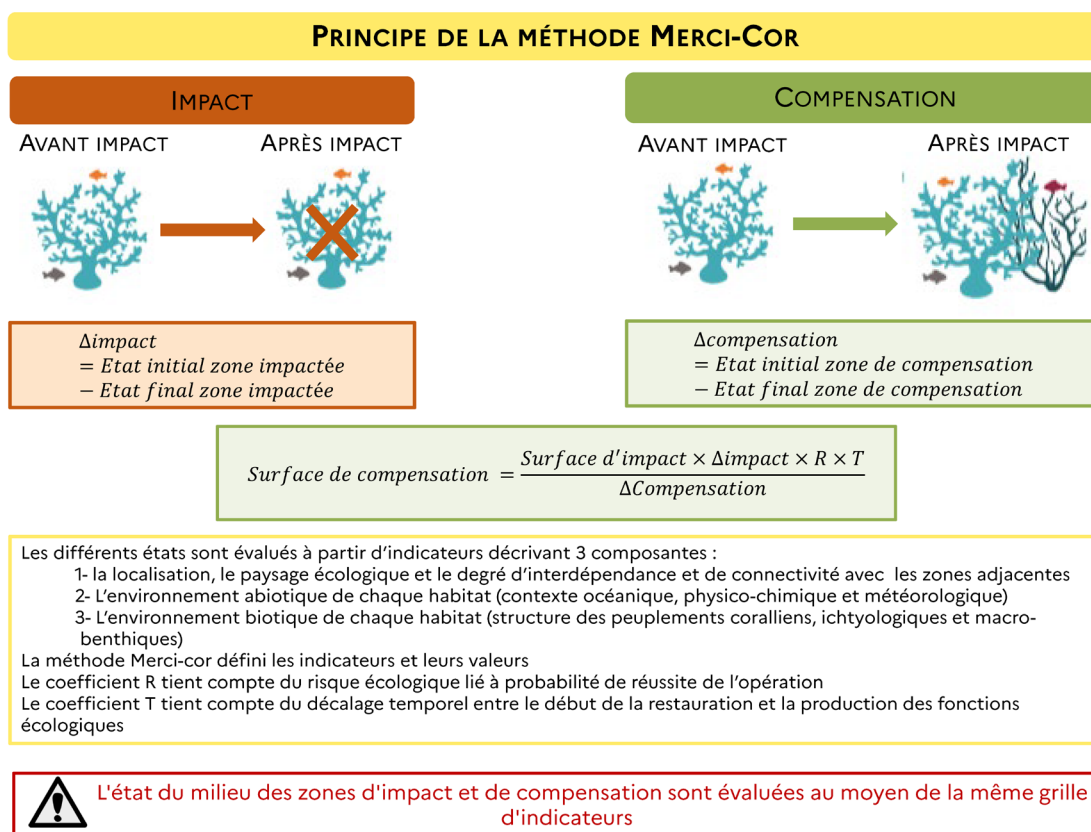 PRINCIPE DE LA MÉTHODE MERCI-COR
IMPACT
AVANT IMPACT
APRÈS IMPACT
Δimpact
= Etat initial zone impactée
− Etat final zone impactée
COMPENSATION
AVANT IMPACT
APRÈS IMPACT
Δcompensation
= Etat initial zone de compensation
− Etat final zone de compensation
Surface de compensation = Surface d'impact × Δimpact × R × T / ΔCompensation
Les différents états sont évalués à partir d'indicateurs décrivant 3 composantes :
1- la localisation, le paysage écologique et le degré d'interdépendance et de connectivité avec les zones adjacentes
2- L'environnement abiotique de chaque habitat (contexte océanique, physico-chimique et météorologique)
3- L'environnement biotique de chaque habitat (structure des peuplements coralliens, ichtyologiques et macro-
benthiques)
La méthode Merci-cor défini les indicateurs et leurs valeurs
Le coefficient R tient compte du risque écologique lié à probabilité de réussite de l'opération
Le coefficient T tient compte du décalage temporel entre le début de la restauration et la production des fonctions
écologiques
L'état du milieu des zones d'impact et de compensation sont évaluées au moyen de la même grille
d'indicateurs